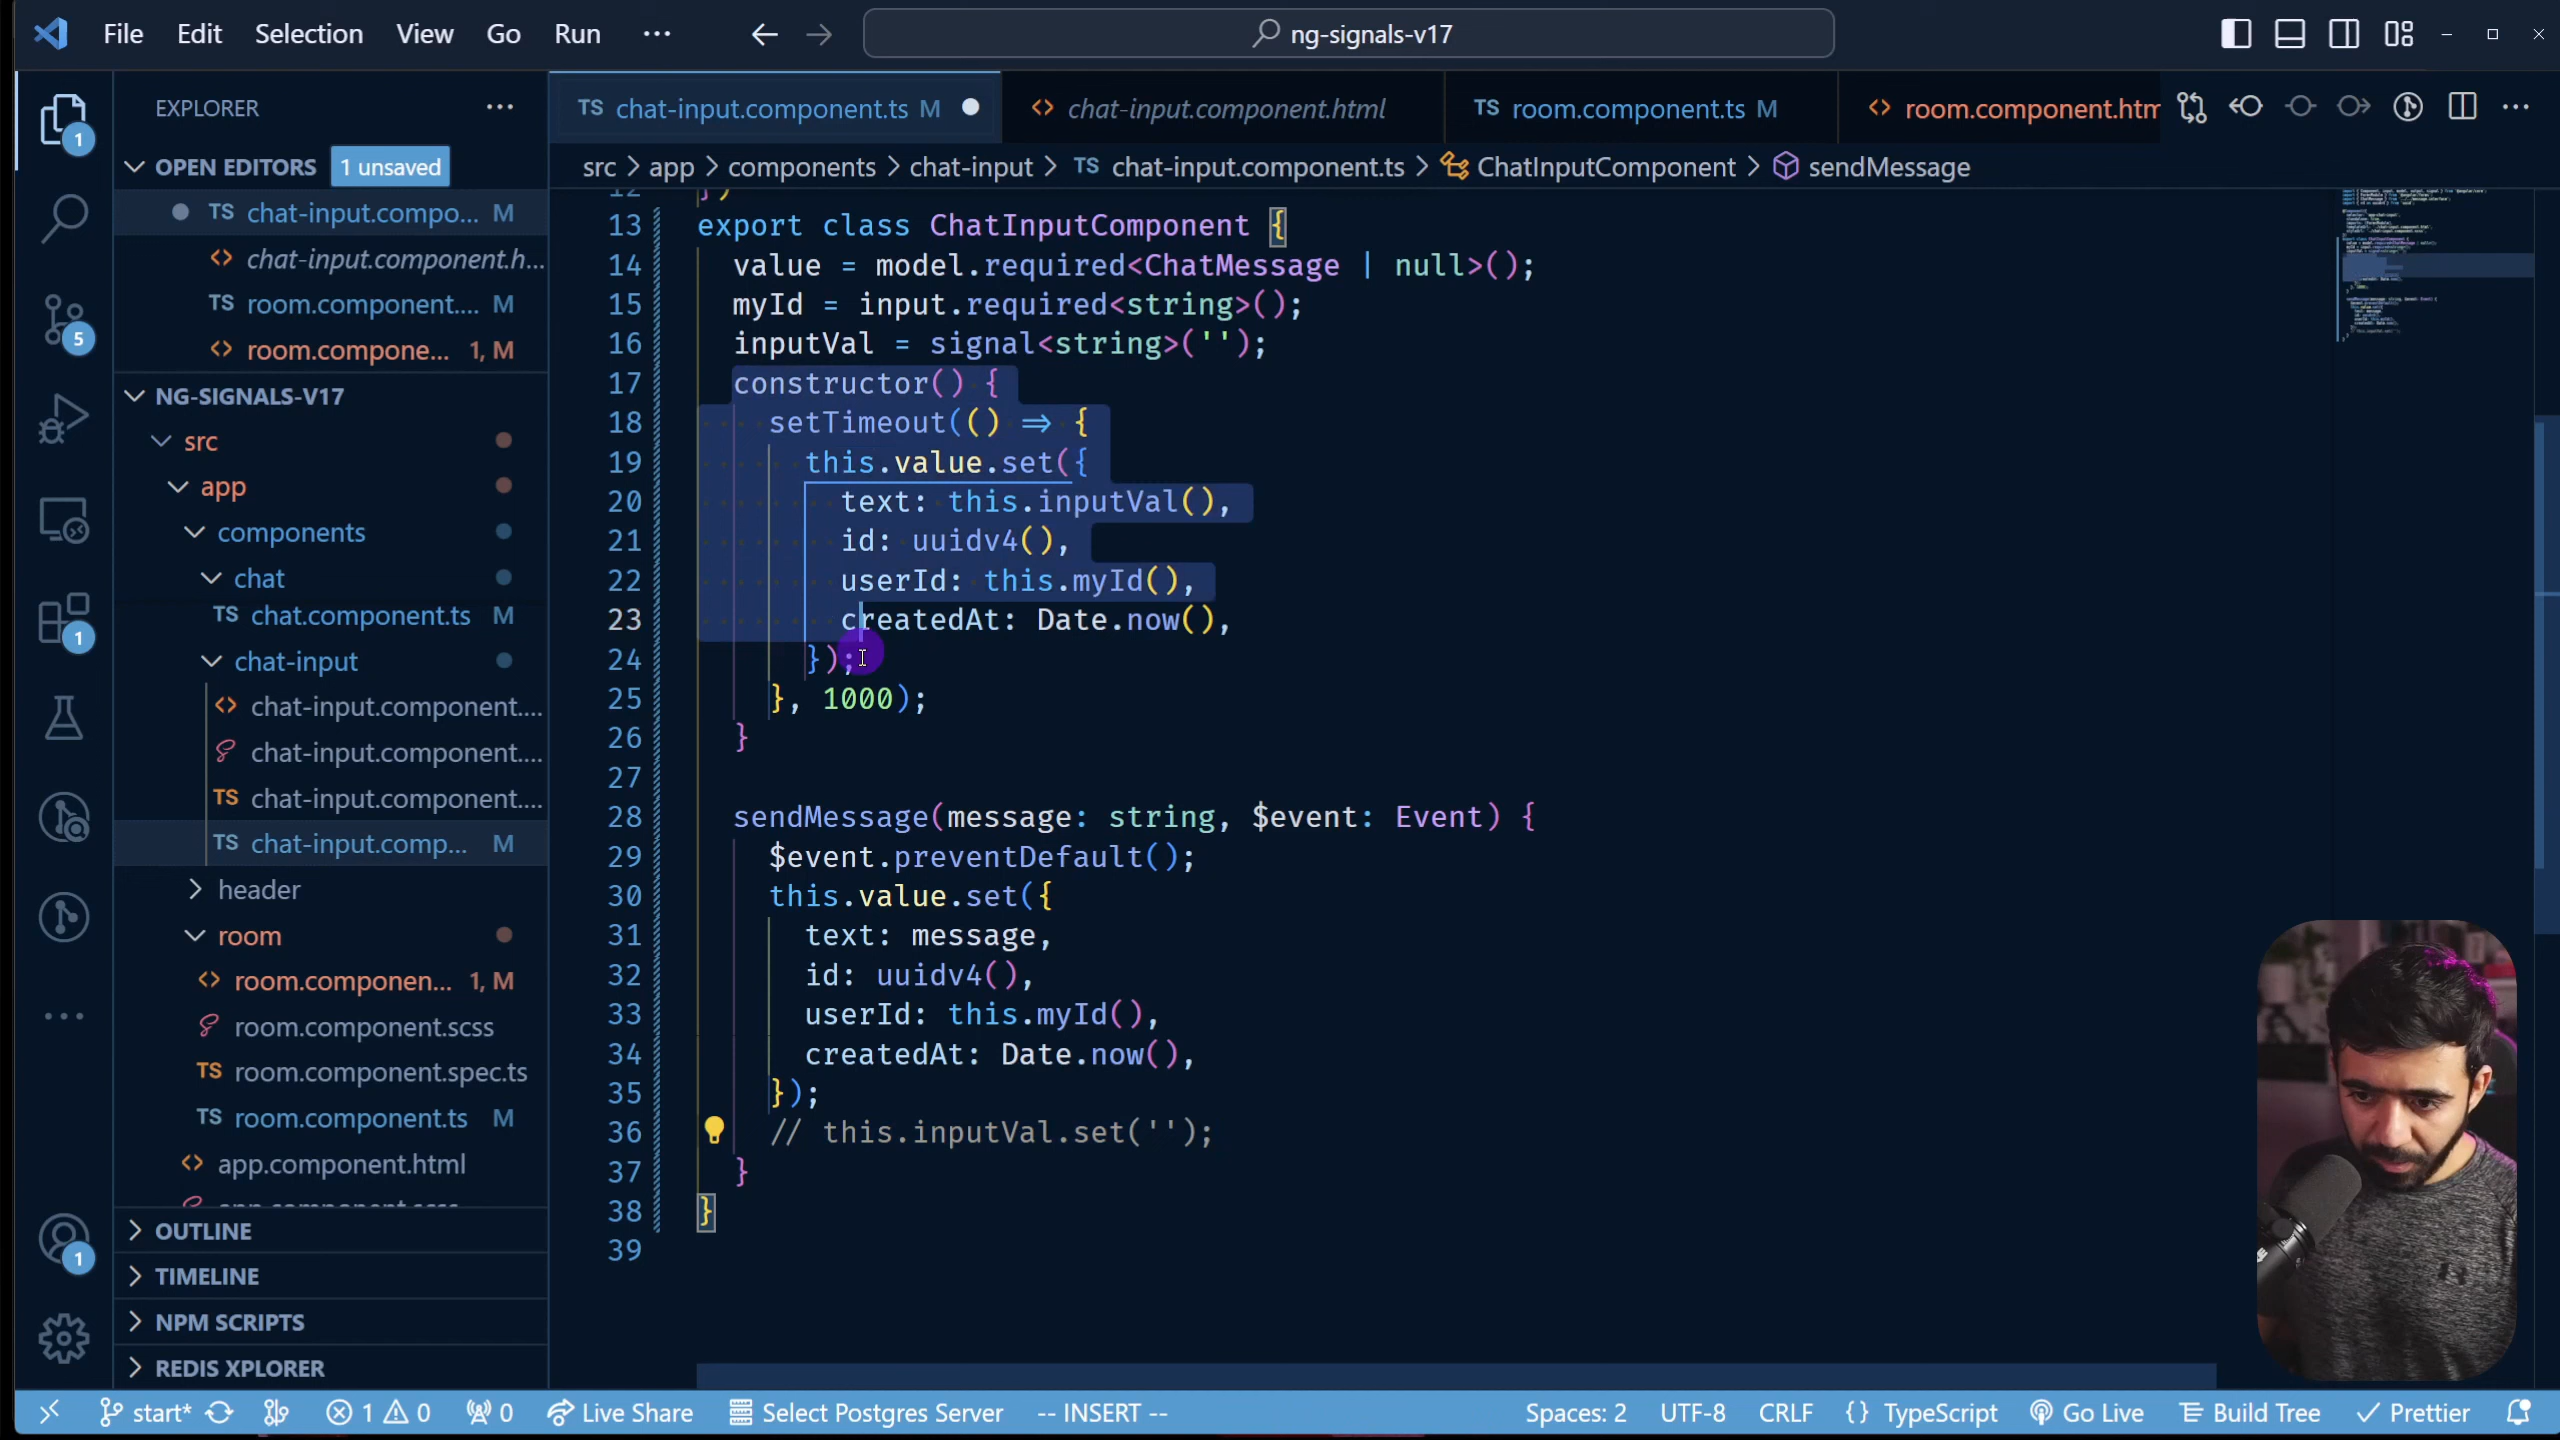 File Edit Selection View Go Run ···
ng-signals-v17
EXPLORER
OPEN EDITORS 1 unsaved
TS chat-input.compo... M
<> chat-input.component.h...
TS room.component.... M
<> room.compone... 1, M
NG-SIGNALS-V17
src
app
components
chat
TS chat.component.ts M
chat-input
<> chat-input.component....
chat-input.component....
TS chat-input.component....
TS chat-input.comp... M
header
room
<> room.componen... 1, M
room.component.scss
TS room.component.spec.ts
TS room.component.ts M
<> app.component.html
OUTLINE
TIMELINE
NPM SCRIPTS
REDIS XPLORER
1
5
1
1
TS chat-input.component.ts M
<> chat-input.component.html
TS room.component.ts M
<> room.component.htm
src > app > components > chat-input > TS chat-input.component.ts > ChatInputComponent > sendMessage
13 export class ChatInputComponent {
14 value = model.required<ChatMessage | null>();
15 myId = input.required<string>();
16 inputVal = signal<string>('');
17 constructor() {
18 setTimeout(() => {
19 this.value.set({
20 text: this.inputVal(),
21 id: uuidv4(),
22 userId: this.myId(),
23 createdAt: Date.now(),
24 });
25 }, 1000);
26 }
27
28 sendMessage(message: string, $event: Event) {
29 $event.preventDefault();
30 this.value.set({
31 text: message,
32 id: uuidv4(),
33 userId: this.myId(),
34 createdAt: Date.now(),
35 });
36 // this.inputVal.set('');
37 }
38 }
39
start* 1 0 0 Live Share Select Postgres Server -- INSERT -- Spaces: 2 UTF-8 CRLF {} TypeScript Go Live Build Tree Prettier